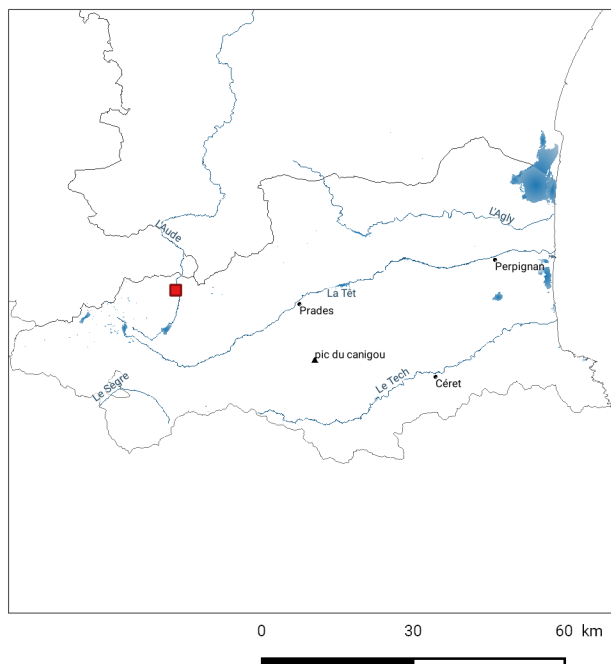 L'Agly
L'Aude
Perpignan
La Têt
Prades
pic du canigou
Le Tech
Céret
Le Sègre
0 30 60 km